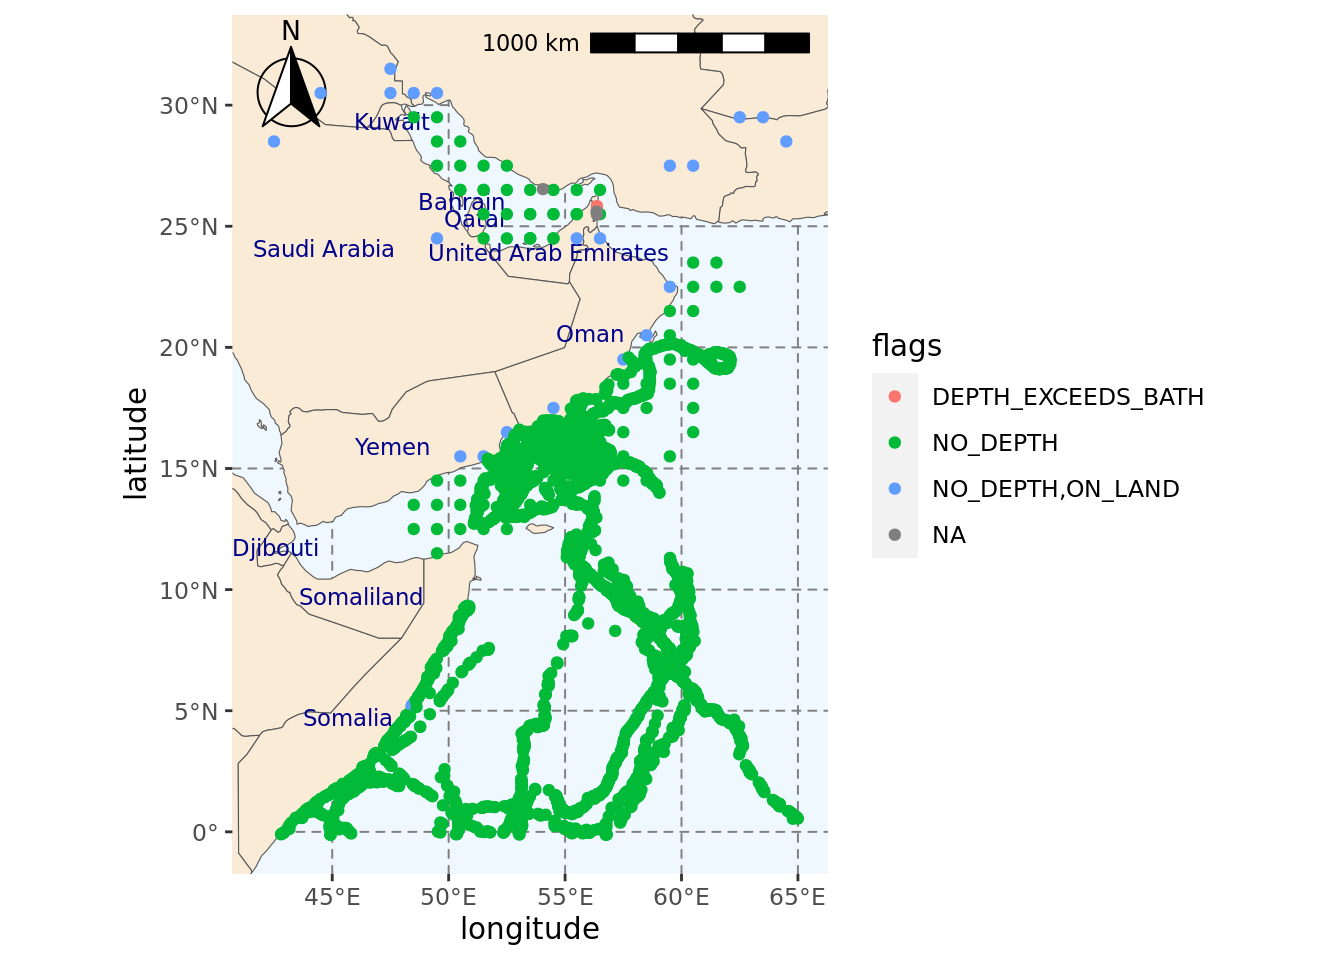 N
1000 km
30°N
Kuwait
Bahrain
Qatar
25°N
Saudi Arabia
United Arab Emirates
Oman
20°N
Yemen
15°N
Djibouti
10°N
Somaliland
5°N
Somalia
0°
45°E
50°E
55°E
60°E
65°E
longitude
latitude
flags
DEPTH_EXCEEDS_BATH
NO_DEPTH
NO_DEPTH,ON_LAND
NA